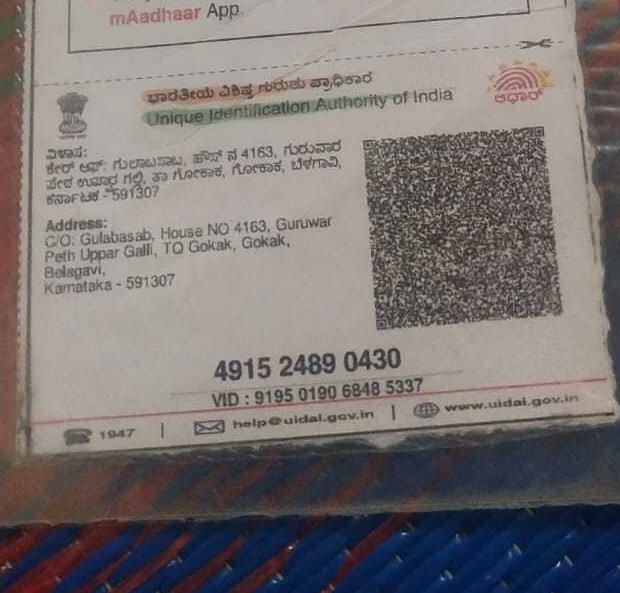 mAadhaar App.
ಭಾರತೀಯ ವಿಶಿಷ್ಟ ಗುರುತು ಪ್ರಾಧಿಕಾರ
Unique Identification Authority of India
ಆಧಾರ್
ವಿಳಾಸ:
ಕೇರ್ ಆಫ್: ಗುಲಾಬಸಾಬ, ಹೌಸ್ ನ 4163, ಗುರುವಾರ
ಪೇಠ ಉಪ್ಪಾರ ಗಲ್ಲಿ, ತಾ ಗೋಕಾಕ, ಗೋಕಾಕ, ಬೆಳಗಾವಿ,
ಕರ್ನಾಟಕ - 591307
Address:
C/O: Gulabasab, House NO 4163, Guruwar
Peth Uppar Galli, TQ Gokak, Gokak,
Belagavi,
Karnataka - 591307
4915 2489 0430
VID : 9195 0190 6848 5337
1947 | help@uidai.gov.in | www.uidai.gov.in